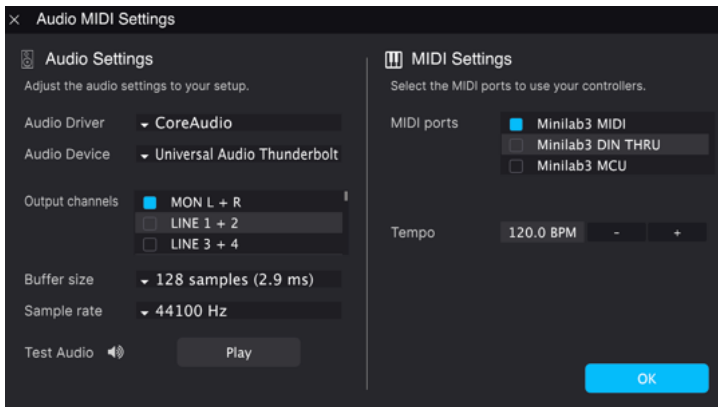 × Audio MIDI Settings
Audio Settings
Adjust the audio settings to your setup.
Audio Driver CoreAudio
Audio Device Universal Audio Thunderbolt
Output channels MON L + R
LINE 1 + 2
LINE 3 + 4
Buffer size 128 samples (2.9 ms)
Sample rate 44100 Hz
Test Audio Play
MIDI Settings
Select the MIDI ports to use your controllers.
MIDI ports Minilab3 MIDI
Minilab3 DIN THRU
Minilab3 MCU
Tempo 120.0 BPM - +
OK